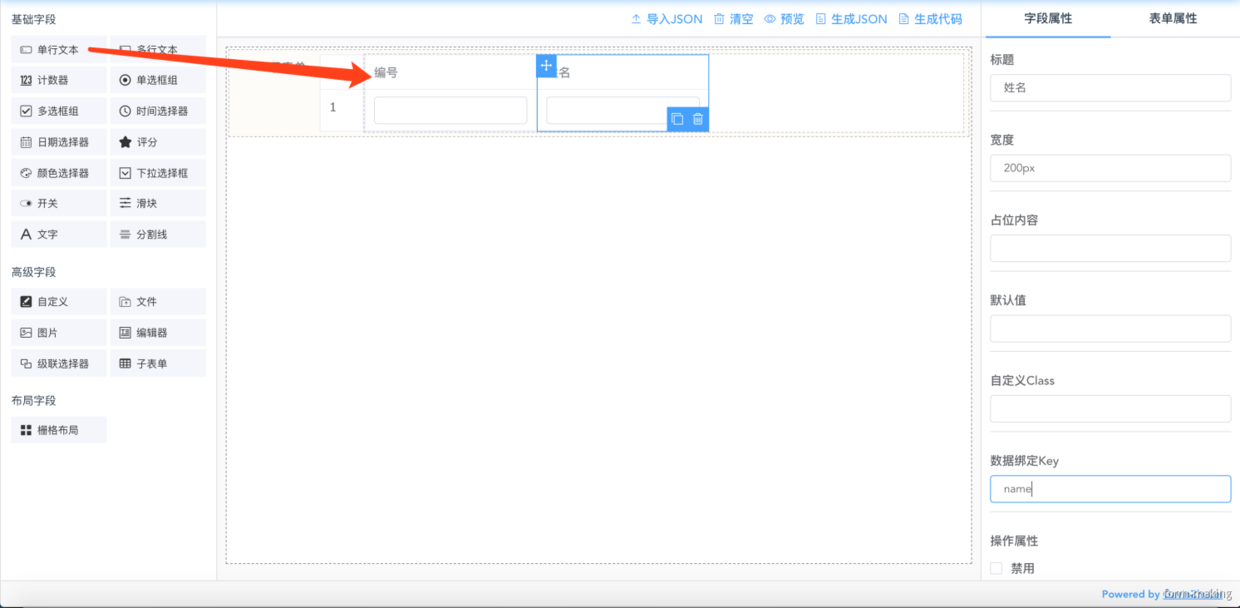 基础字段
单行文本
多行文本
计数器
单选框组
多选框组
时间选择器
日期选择器
评分
颜色选择器
下拉选择框
开关
滑块
文字
分割线
高级字段
自定义
文件
图片
编辑器
级联选择器
子表单
布局字段
栅格布局
导入JSON 清空 预览 生成JSON 生成代码
编号
名
1
字段属性 表单属性
标题
姓名
宽度
200px
占位内容
默认值
自定义Class
数据绑定Key
name
操作属性
禁用
Powered by